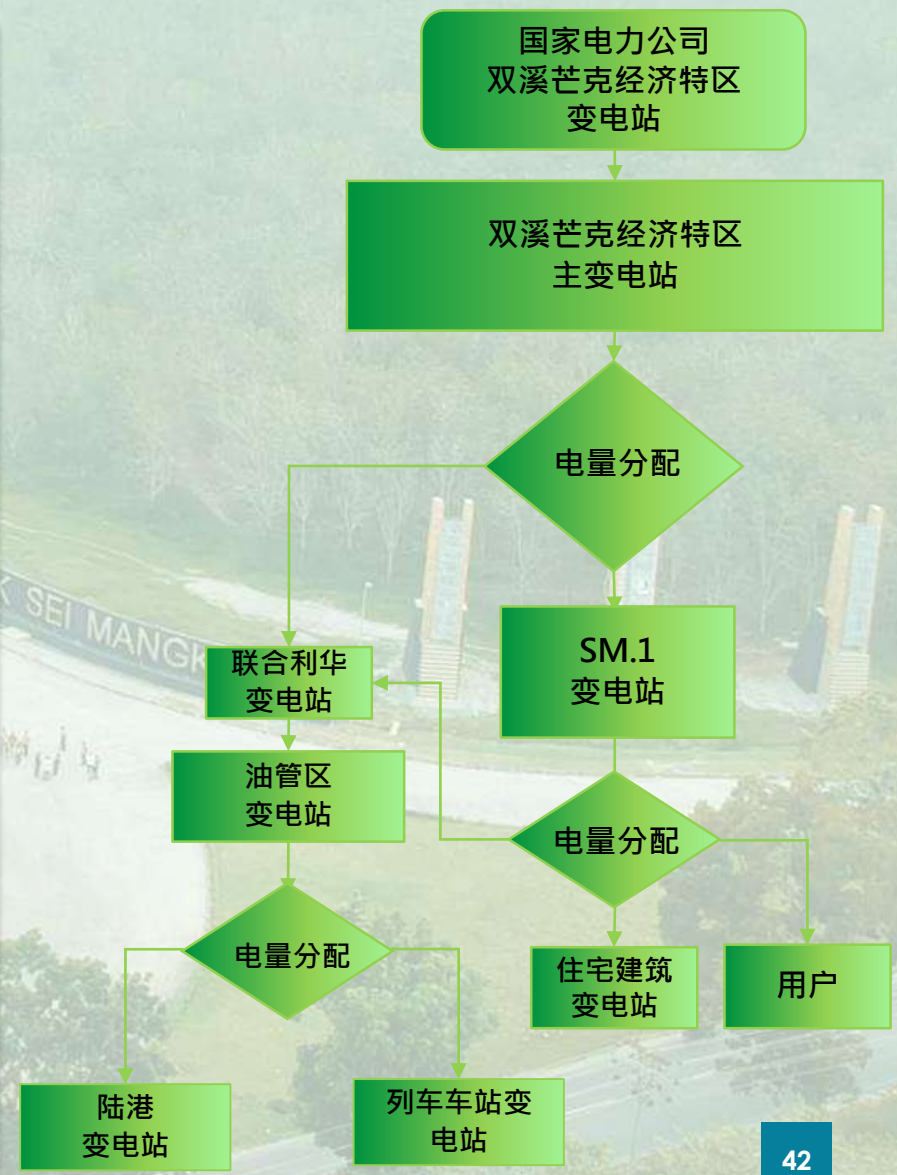 国家电力公司
双溪芒克经济特区
变电站
双溪芒克经济特区
主变电站
电量分配
SEI MANGK
SM.1
变电站
联合利华
变电站
油管区
变电站
电量分配
电量分配
住宅建筑
变电站
用户
陆港
变电站
列车车站变
电站
42